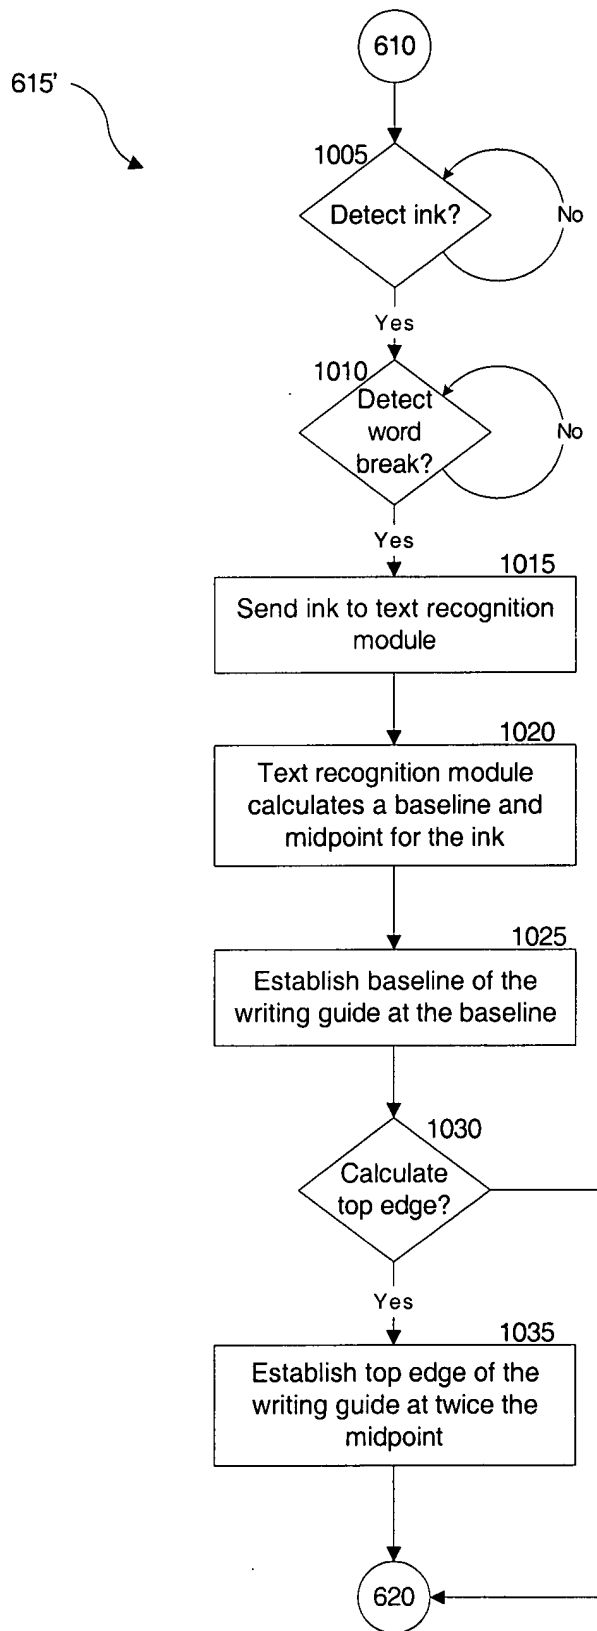 610
615'
1005
Detect ink?
No
Yes
1010
Detect
word
break?
No
Yes
1015
Send ink to text recognition
module
1020
Text recognition module
calculates a baseline and
midpoint for the ink
1025
Establish baseline of the
writing guide at the baseline
1030
Calculate
top edge?
Yes
1035
Establish top edge of the
writing guide at twice the
midpoint
620